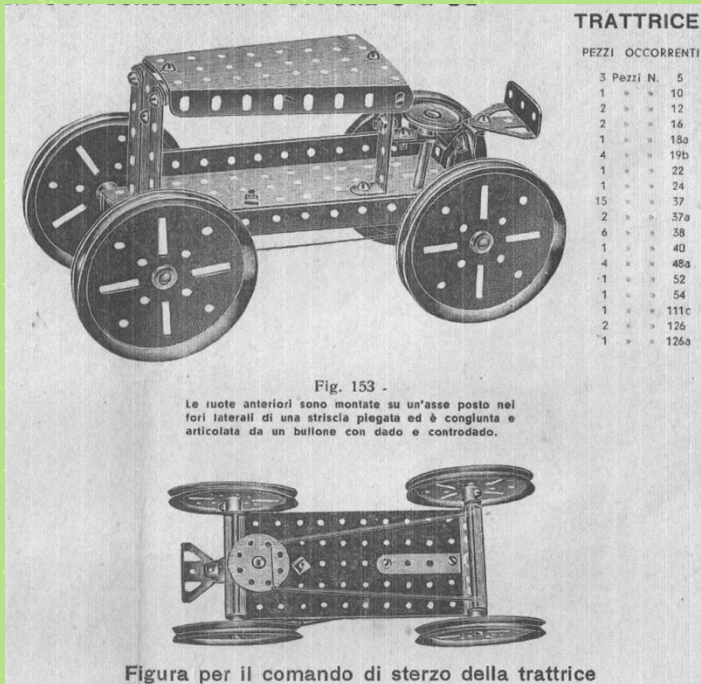 TRATTRICE
PEZZI OCCORRENTI
3 Pezzi N. 5
1 " " 10
2 " " 12
2 " " 16
1 " " 18a
4 " " 19b
1 " " 22
1 " " 24
15 " " 37
2 " " 37a
6 " " 38
1 " " 40
4 " " 48a
1 " " 52
1 " " 54
1 " " 111c
2 " " 126
1 " " 126a
Fig. 153 -
Le ruote anteriori sono montate su un'asse posto nei
fori laterali di una striscia piegata ed è congiunta e
articolata da un bullone con dado e controdado.
Figura per il comando di sterzo della trattrice